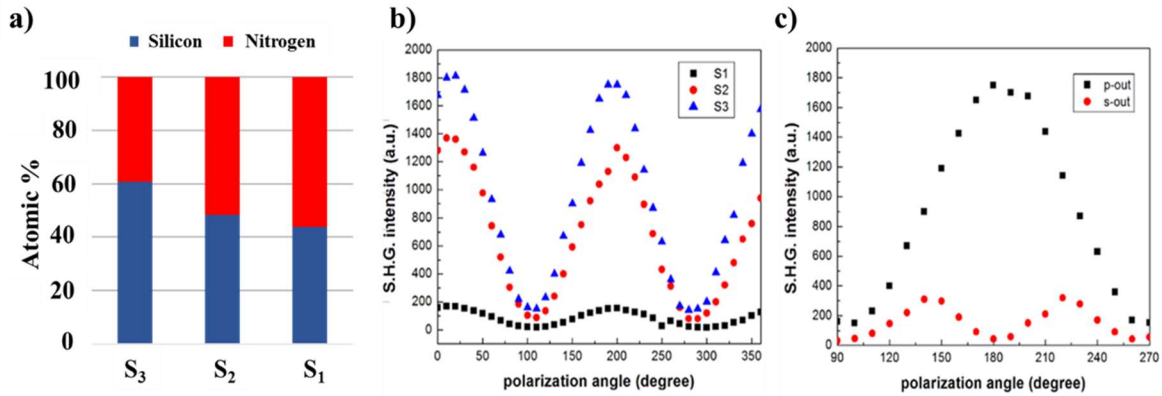 a)
Silicon Nitrogen
Atomic %
100
80
60
40
20
0
S3 S2 S1
b)
S.H.G. intensity (a.u.)
2000
1800
1600
1400
1200
1000
800
600
400
200
0
S1
S2
S3
0 50 100 150 200 250 300 350
polarization angle (degree)
c)
S.H.G. intensity (a.u.)
2000
1800
1600
1400
1200
1000
800
600
400
200
0
p-out
s-out
90 120 150 180 210 240 270
polarization angle (degree)